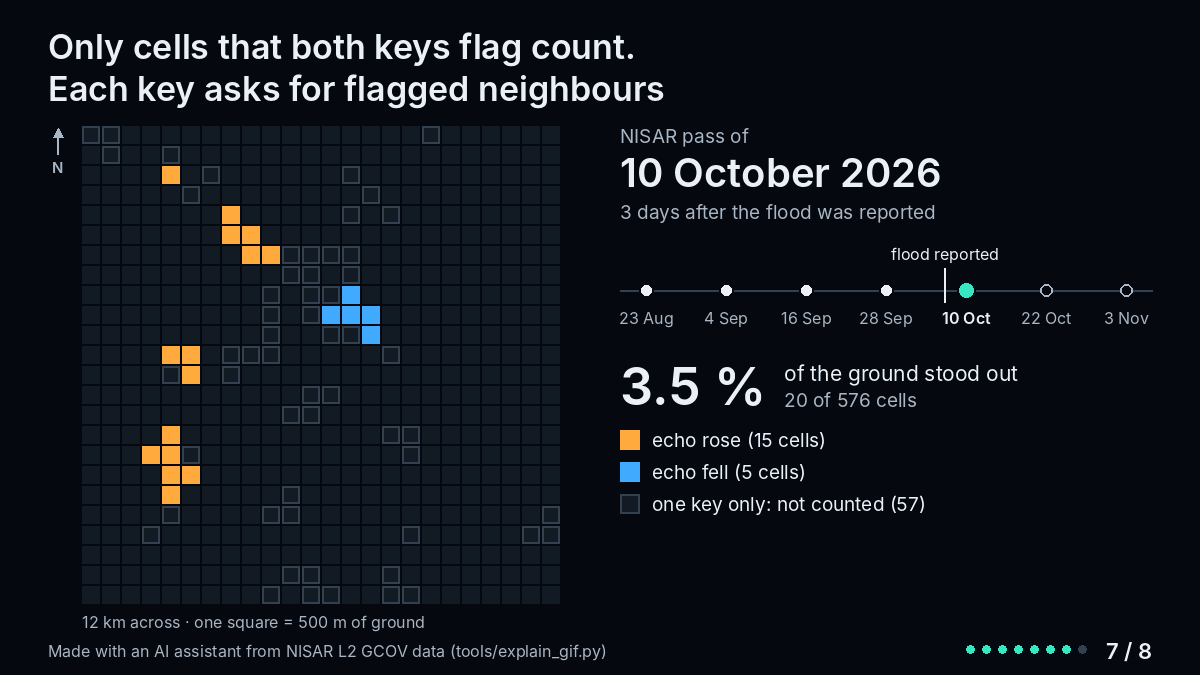 Only cells that both keys flag count.
Each key asks for flagged neighbours
N
NISAR pass of
10 October 2026
3 days after the flood was reported
flood reported
23 Aug
4 Sep
16 Sep
28 Sep
10 Oct
22 Oct
3 Nov
3.5 %
of the ground stood out
20 of 576 cells
echo rose (15 cells)
echo fell (5 cells)
one key only: not counted (57)
12 km across · one square = 500 m of ground
Made with an AI assistant from NISAR L2 GCOV data (tools/explain_gif.py)
7 / 8